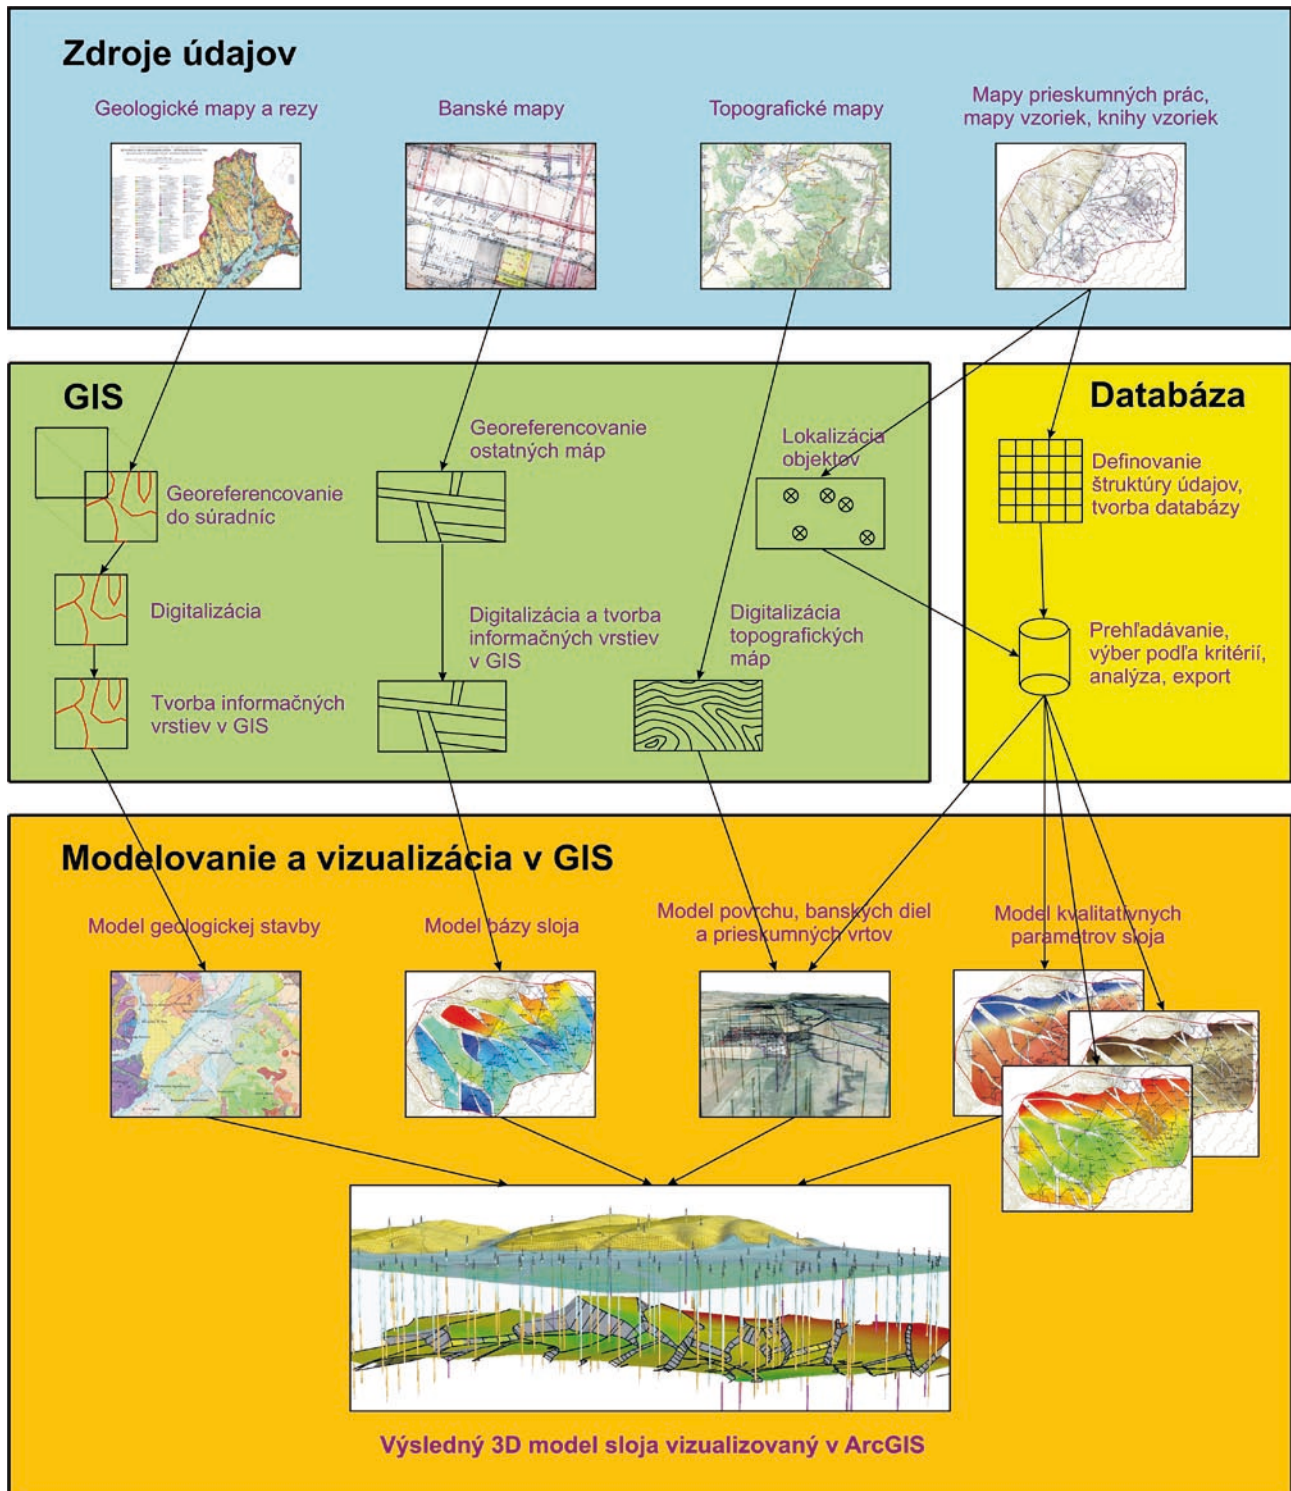 Zdroje údajov
Geologické mapy a rezy
Banské mapy
Topografické mapy
Mapy prieskumných prác,
mapy vzoriek, knihy vzoriek
GIS
Georeferencovanie
do súradníc
Digitalizácia
Tvorba informačných
vrstiev v GIS
Georeferencovanie
ostatných máp
Digitalizácia a tvorba
informačných vrstiev
v GIS
Lokalizácia
objektov
Digitalizácia
topografických
máp
Databáza
Definovanie
štruktúry údajov,
tvorba databázy
Prehľadávanie,
výber podľa kritérií,
analýza, export
Modelovanie a vizualizácia v GIS
Model geologickej stavby
Model bázy sloja
Model povrchu, banských diel
a prieskumných vrtov
Model kvalitatívnych
parametrov sloja
Výsledný 3D model sloja vizualizovaný v ArcGIS